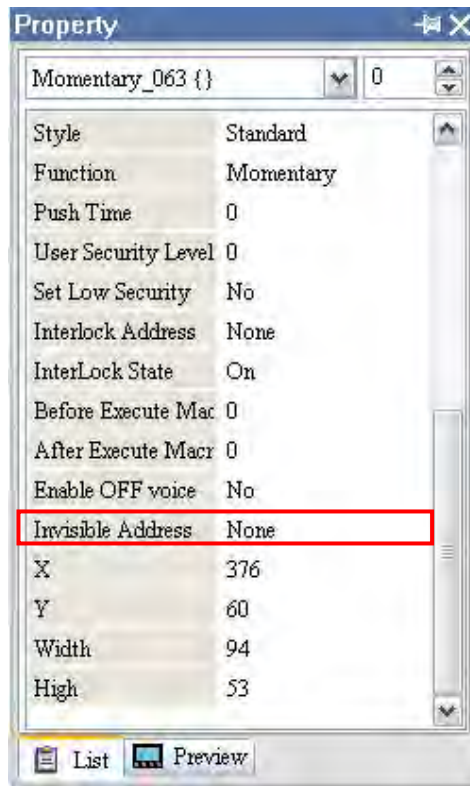 Property
Momentary_063 {} 0
Style Standard
Function Momentary
Push Time 0
User Security Level 0
Set Low Security No
Interlock Address None
InterLock State On
Before Execute Mac 0
After Execute Macr 0
Enable OFF voice No
Invisible Address None
X 376
Y 60
Width 94
High 53
List Preview